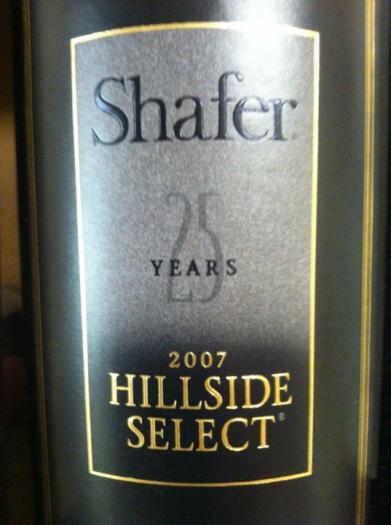 Shafer
25
YEARS
2007
HILLSIDE
SELECT®